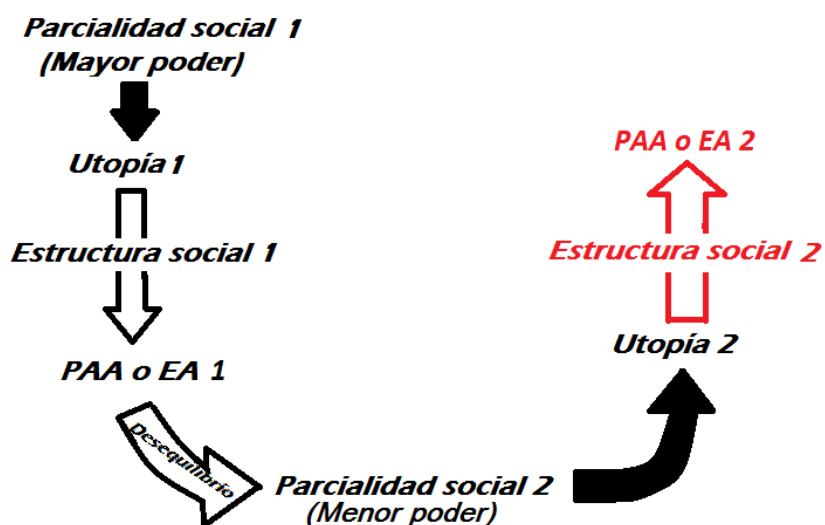 Parcialidad social 1
(Mayor poder)
Utopía 1
Estructura social 1
PAA o EA 1
Desequilibrio
Parcialidad social 2
(Menor poder)
Utopía 2
Estructura social 2
PAA o EA 2